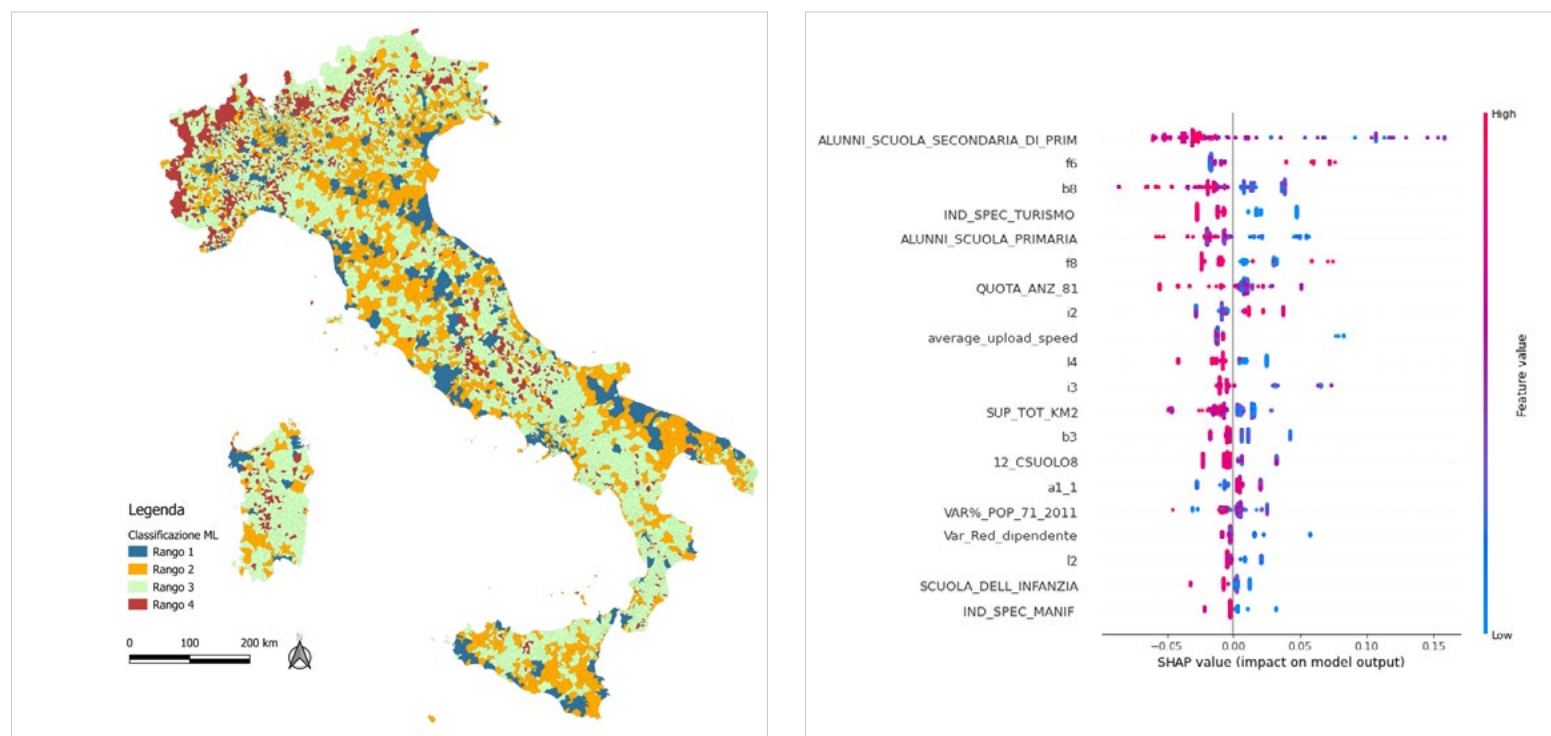 Legenda
Classificazione ML
Rango 1
Rango 2
Rango 3
Rango 4
0 100 200 km
N
High
ALUNNI_SCUOLA_SECONDARIA_DI_PRIM
f6
b8
IND_SPEC_TURISMO
ALUNNI_SCUOLA_PRIMARIA
f8
QUOTA_ANZ_81
i2
average_upload_speed
l4
i3
SUP_TOT_KM2
b3
12_CSUOLO8
a1_1
VAR%_POP_71_2011
Var_Red_dipendente
l2
SCUOLA_DELL_INFANZIA
IND_SPEC_MANIF
Low
Feature value
−0.05 0.00 0.05 0.10 0.15
SHAP value (impact on model output)